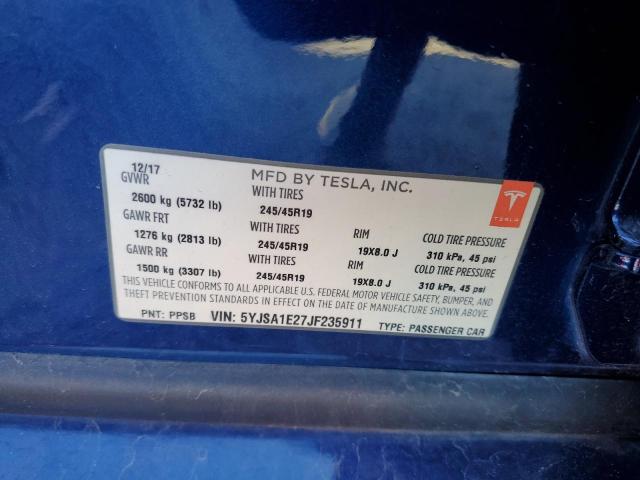 12/17
MFD BY TESLA, INC.
TESLA
GVWR WITH TIRES
2600 kg (5732 lb) 245/45R19
GAWR FRT WITH TIRES RIM COLD TIRE PRESSURE
1276 kg (2813 lb) 245/45R19 19X8.0 J 310 kPa, 45 psi
GAWR RR WITH TIRES RIM COLD TIRE PRESSURE
1500 kg (3307 lb) 245/45R19 19X8.0 J 310 kPa, 45 psi
THIS VEHICLE CONFORMS TO ALL APPLICABLE U.S. FEDERAL MOTOR VEHICLE SAFETY, BUMPER, AND
THEFT PREVENTION STANDARDS IN EFFECT ON THE DATE OF MANUFACTURE SHOWN ABOVE.
PNT: PPSB VIN: 5YJSA1E27JF235911 TYPE: PASSENGER CAR